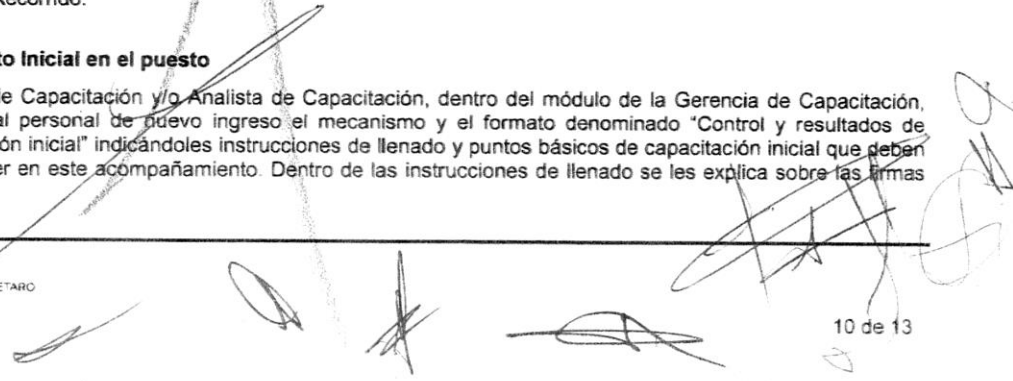 to Inicial en el puesto
de Capacitación y/o Analista de Capacitación, dentro del módulo de la Gerencia de Capacitación,
al personal de nuevo ingreso el mecanismo y el formato denominado "Control y resultados de
ón inicial" indicándoles instrucciones de llenado y puntos básicos de capacitación inicial que deben
er en este acompañamiento. Dentro de las instrucciones de llenado se les explica sobre las firmas
ETARO
10 de 13